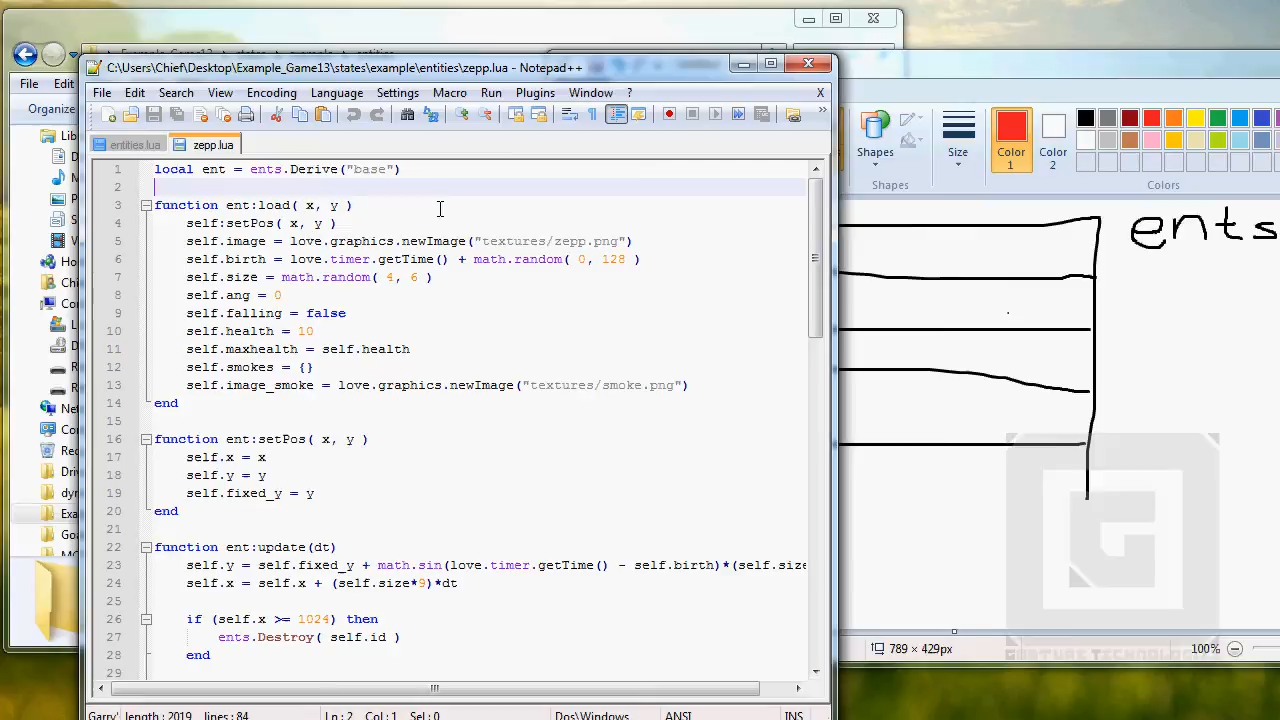 C:\Users\Chief\Desktop\Example_Game13\states\example\entities\zepp.lua - Notepad++
File Edit Search View Encoding Language Settings Macro Run Plugins Window ? X
entities.lua zepp.lua
1 local ent = ents.Derive("base")
2
3 function ent:load( x, y )
4 self:setPos( x, y )
5 self.image = love.graphics.newImage("textures/zepp.png")
6 self.birth = love.timer.getTime() + math.random( 0, 128 )
7 self.size = math.random( 4, 6 )
8 self.ang = 0
9 self.falling = false
10 self.health = 10
11 self.maxhealth = self.health
12 self.smokes = {}
13 self.image_smoke = love.graphics.newImage("textures/smoke.png")
14 end
15
16 function ent:setPos( x, y )
17 self.x = x
18 self.y = y
19 self.fixed_y = y
20 end
21
22 function ent:update(dt)
23 self.y = self.fixed_y + math.sin(love.timer.getTime() - self.birth)*(self.size
24 self.x = self.x + (self.size*9)*dt
25
26 if (self.x >= 1024) then
27 ents.Destroy( self.id )
28 end
29
Garry' length : 2019 lines : 84 Ln : 2 Col : 1 Sel : 0 Dos\Windows ANSI INS
File Edit
Organize
Shapes
Size
Color 1
Color 2
Shapes
Colors
ents
789 × 429px
100%